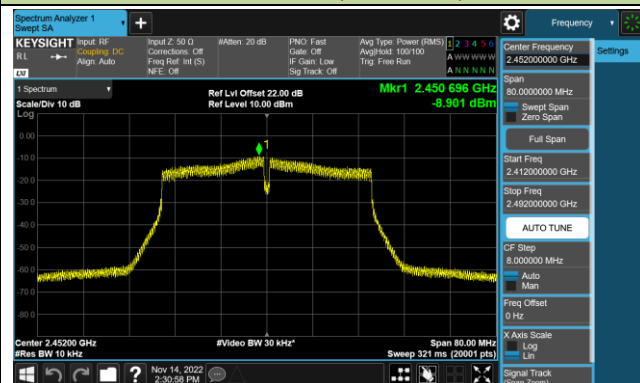 Spectrum Analyzer 1
Swept SA
Frequency
KEYSIGHT
RL
LXI
Input: RF
Coupling: DC
Align: Auto
Input Z: 50 Ω
Corrections: Off
Freq Ref: Int (S)
NFE: Off
#Atten: 20 dB
PNO: Fast
Gate: Off
IF Gain: Low
Sig Track: Off
Avg Type: Power (RMS)
Avg|Hold: 100/100
Trig: Free Run
1 2 3 4 5 6
A W W W W W
A N N N N N
1 Spectrum
Scale/Div 10 dB
Log
Ref Lvl Offset 22.00 dB
Ref Level 10.00 dBm
Mkr1 2.450 696 GHz
-8.901 dBm
1
0.00
-10.0
-20.0
-30.0
-40.0
-50.0
-60.0
-70.0
-80.0
Center 2.45200 GHz
#Res BW 10 kHz
#Video BW 30 kHz*
Span 80.00 MHz
Sweep 321 ms (20001 pts)
Nov 14, 2022
2:30:58 PM
?
Center Frequency
2.452000000 GHz
Settings
Span
80.0000000 MHz
Swept Span
Zero Span
Full Span
Start Freq
2.412000000 GHz
Stop Freq
2.492000000 GHz
AUTO TUNE
CF Step
8.000000 MHz
Auto
Man
Freq Offset
0 Hz
X Axis Scale
Log
Lin
Signal Track
(Span Zoom)